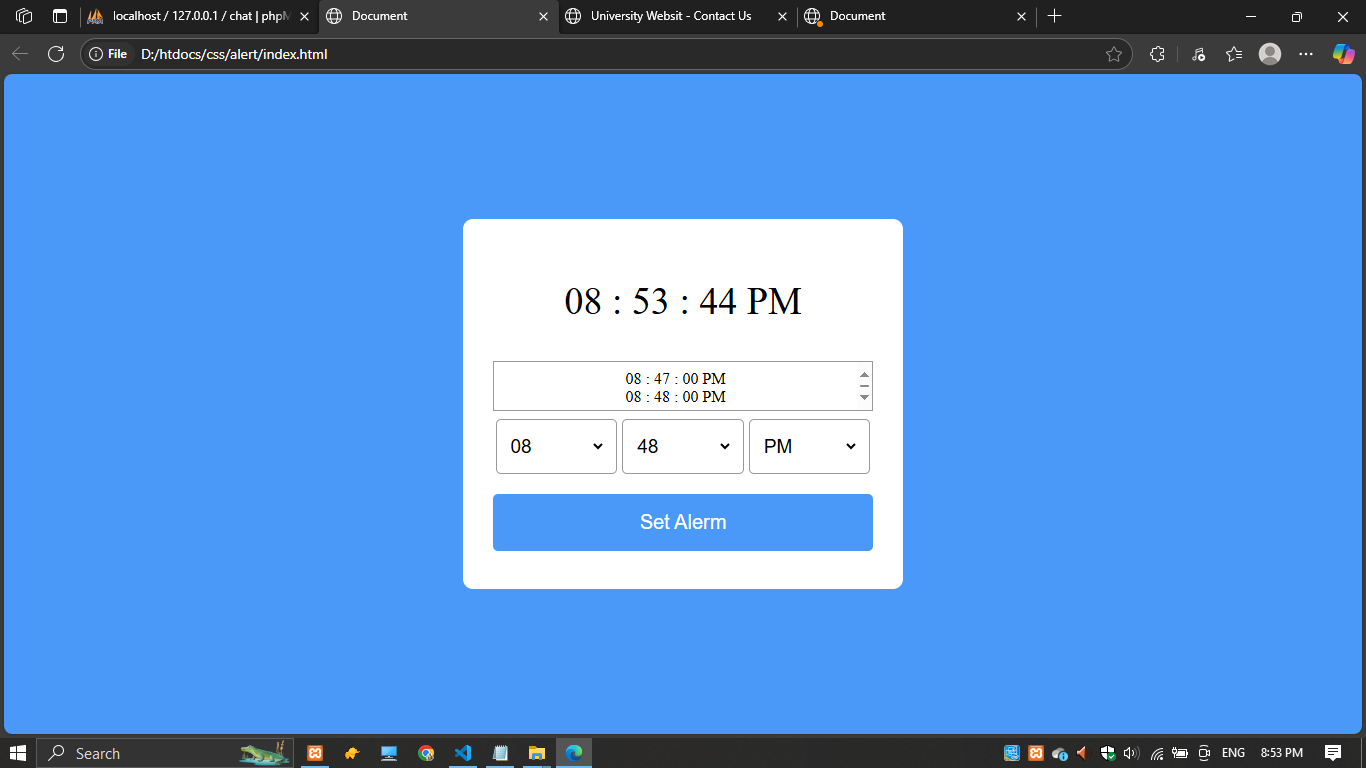 localhost / 127.0.0.1 / chat | phpM
Document
University Websit - Contact Us
Document
File
D:/htdocs/css/alert/index.html
08 : 53 : 44 PM
08 : 47 : 00 PM
08 : 48 : 00 PM
08
48
PM
Set Alerm
Search
ENG
8:53 PM